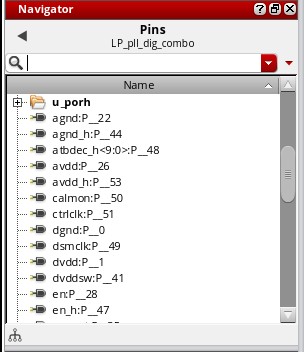 Navigator
Pins
LP_pll_dig_combo
Name
u_porh
agnd:P__22
agnd_h:P__44
atbdec_h<9:0>:P__48
avdd:P__26
avdd_h:P__53
calmon:P__50
ctrlclk:P__51
dgnd:P__0
dsmclk:P__49
dvdd:P__1
dvddsw:P__41
en:P__28
en_h:P__47